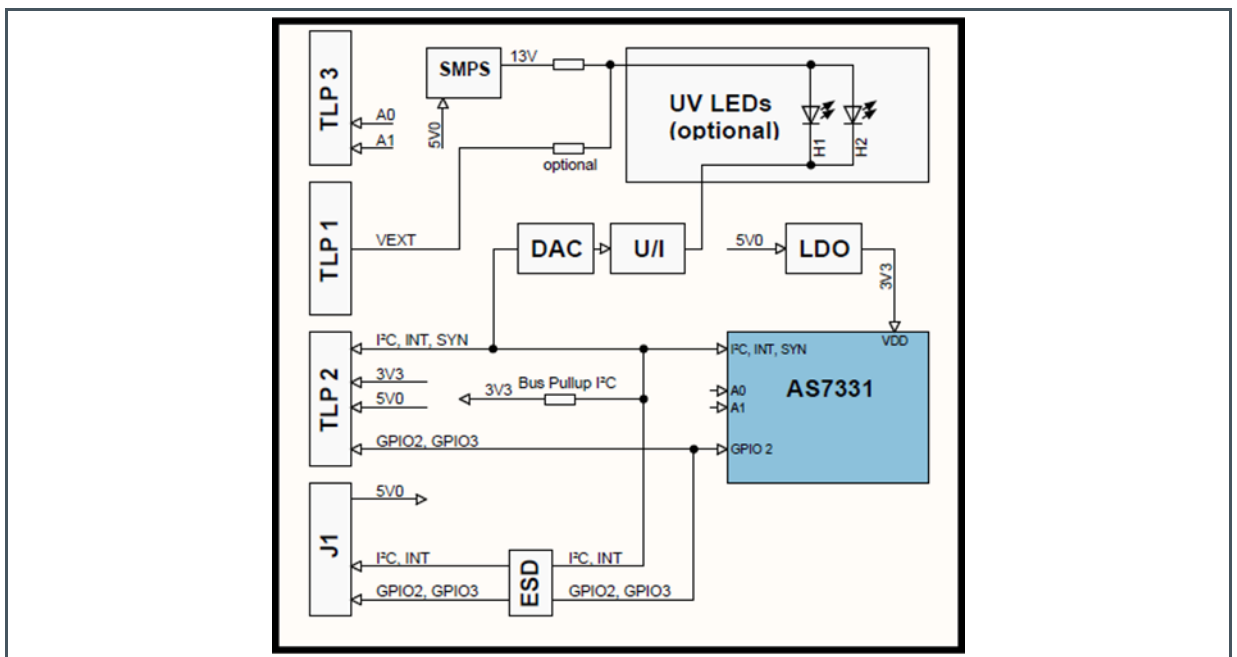 TLP 3
A0
A1
SMPS
13V
5V0
optional
UV LEDs
(optional)
H1
H2
TLP 1
VEXT
DAC
U/I
5V0
LDO
3V3
TLP 2
I²C, INT, SYN
3V3
5V0
GPIO2, GPIO3
3V3
Bus Pullup I²C
I²C, INT, SYN
VDD
A0
A1
AS7331
GPIO 2
J1
5V0
I²C, INT
GPIO2, GPIO3
ESD
I²C, INT
GPIO2, GPIO3